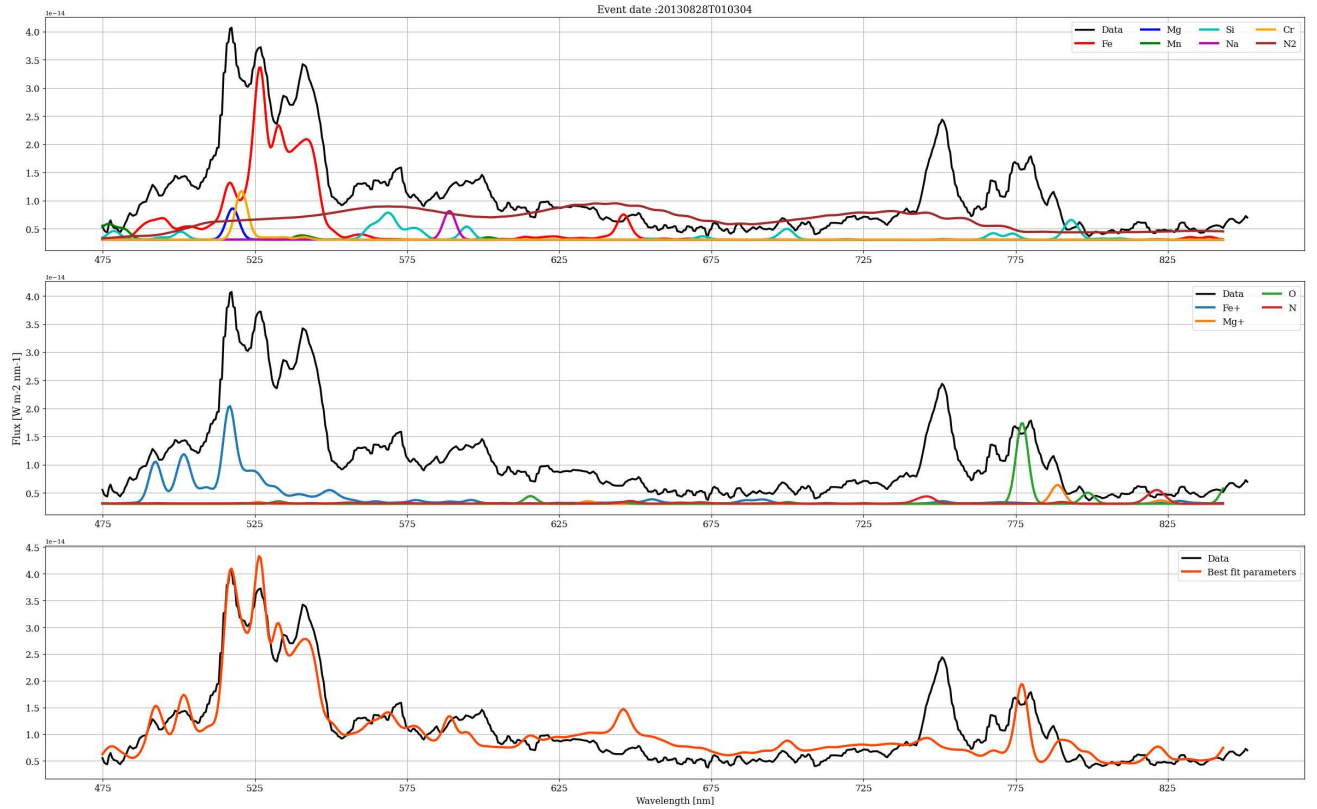 Event date :20130828T010304
1e−14
4.0
3.5
3.0
2.5
2.0
1.5
1.0
0.5
475 525 575 625 675 725 775 825
Data Mg Si Cr
Fe Mn Na N2
1e−14
4.0
3.5
3.0
2.5
2.0
1.5
1.0
0.5
475 525 575 625 675 725 775 825
Data O
Fe+ N
Mg+
Flux [W m-2 nm-1]
1e−14
4.5
4.0
3.5
3.0
2.5
2.0
1.5
1.0
0.5
475 525 575 625 675 725 775 825
Data
Best fit parameters
Wavelength [nm]